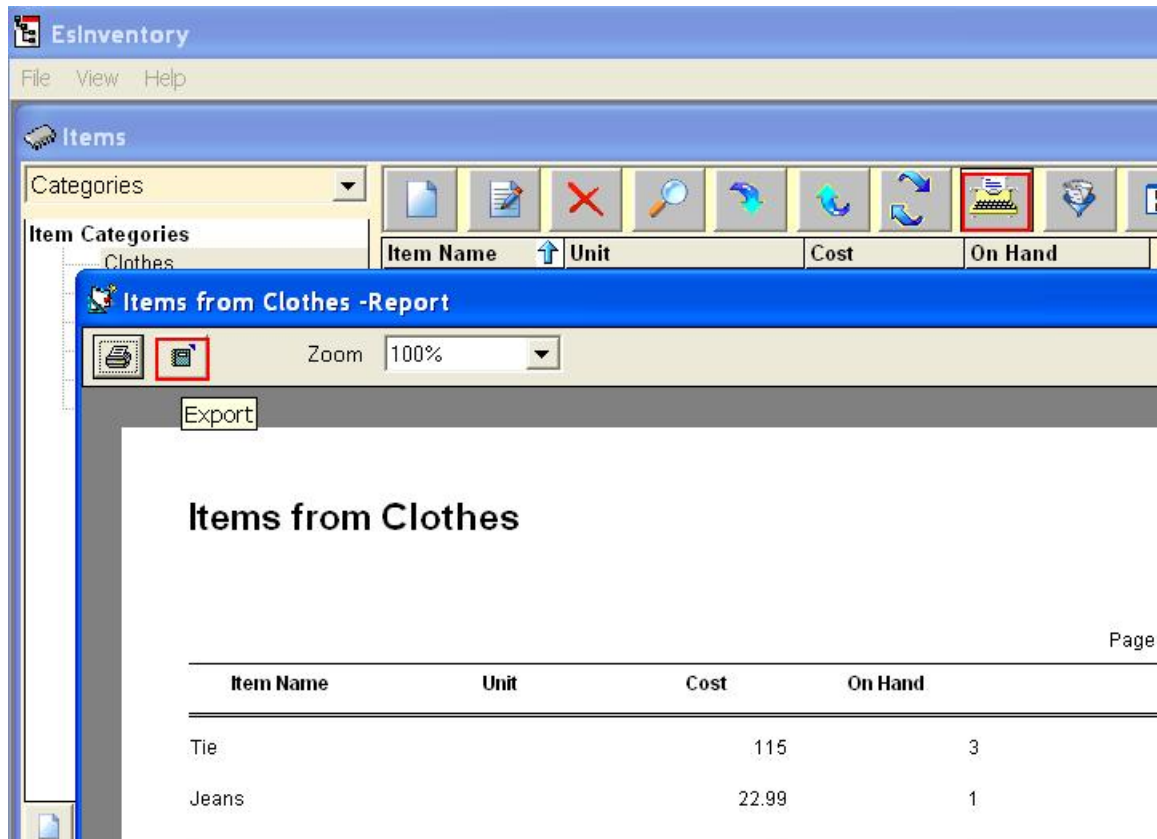 EsInventory
File View Help
Items
Categories
Item Categories
Clothes
Item Name Unit Cost On Hand
Items from Clothes -Report
Zoom 100%
Export
Items from Clothes
Page
Item Name Unit Cost On Hand
Tie 115 3
Jeans 22.99 1